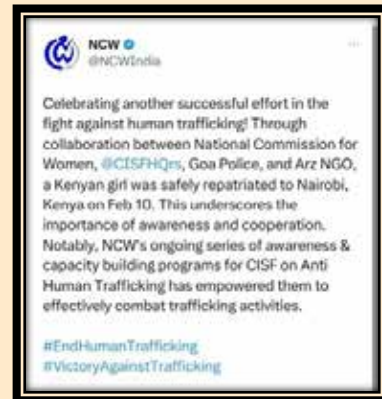 NCW
@NCWIndia
Celebrating another successful effort in the
fight against human trafficking! Through
collaboration between National Commission for
Women, @CISFHQrs, Goa Police, and Arz NGO,
a Kenyan girl was safely repatriated to Nairobi,
Kenya on Feb 10. This underscores the
importance of awareness and cooperation.
Notably, NCW's ongoing series of awareness &
capacity building programs for CISF on Anti
Human Trafficking has empowered them to
effectively combat trafficking activities.
#EndHumanTrafficking
#VictoryAgainstTrafficking